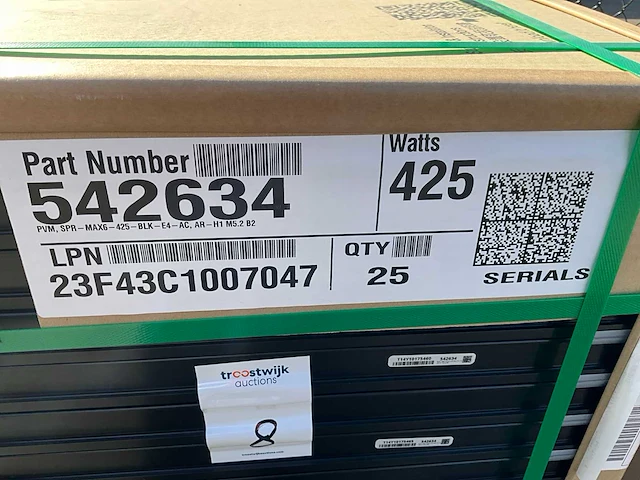 Part Number
542634
PVM, SPR-MAX6-425-BLK-E4-AC, AR-H1 M5.2 B2
Watts
425
LPN
23F43C1007047
QTY
25
SERIALS
troostwijk
auctions
542634